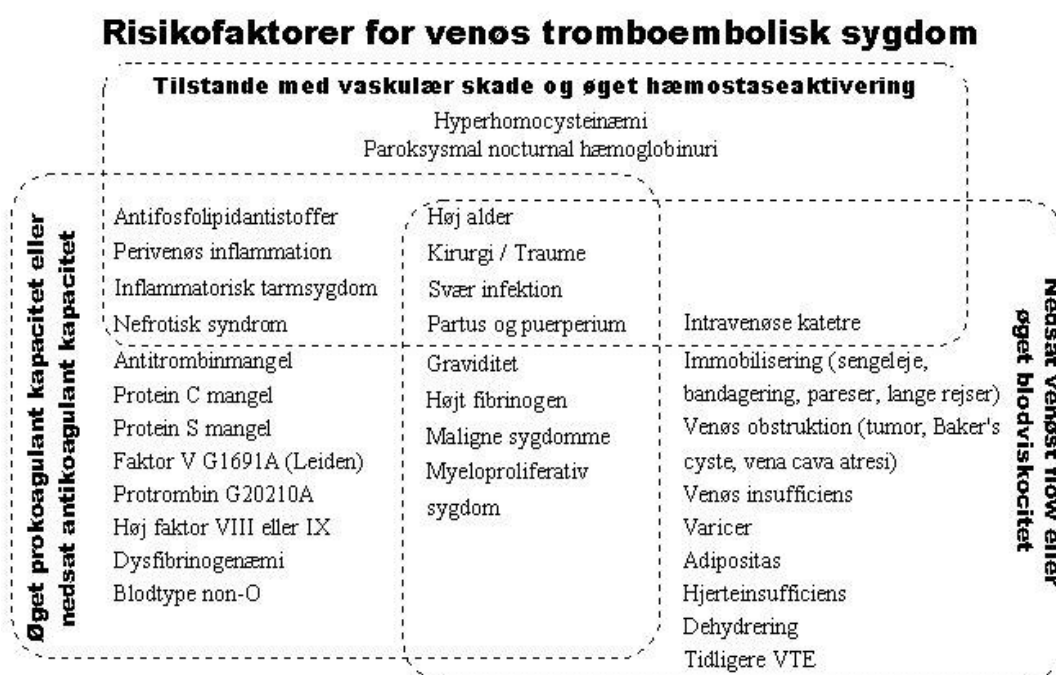 Risikofaktorer for venøs tromboembolisk sygdom
Tilstande med vaskulær skade og øget hæmostaseaktivering
Hyperhomocysteinæmi
Paroksysmal nocturnal hæmoglobinuri
Øget prokoagulant kapacitet eller
nedsat antikoagulant kapacitet
Antifosfolipidantistoffer
Perivenøs inflammation
Inflammatorisk tarmsygdom
Nefrotisk syndrom
Antitrombinmangel
Protein C mangel
Protein S mangel
Faktor V G1691A (Leiden)
Protrombin G20210A
Høj faktor VIII eller IX
Dysfibrinogenæmi
Blodtype non-O
Høj alder
Kirurgi / Traume
Svær infektion
Partus og puerperium
Graviditet
Højt fibrinogen
Maligne sygdomme
Myeloproliferativ
sygdom
Intravenøse katetre
Immobilisering (sengeleje,
bandagering, pareser, lange rejser)
Venøs obstruktion (tumor, Baker's
cyste, vena cava atresi)
Venøs insufficiens
Varicer
Adipositas
Hjerteinsufficiens
Dehydrering
Tidligere VTE
Nedsat venøst flow eller
øget blodviskocitet